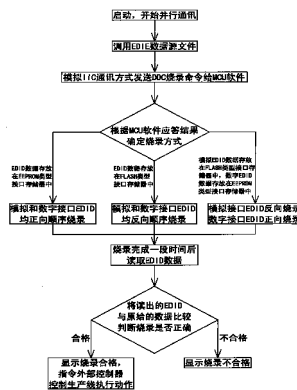 启动，开始并行通讯
调用EDIE数据源文件
模拟I/C通讯方式发送DDC烧录命令给MCU软件
根据MCU软件应答结果
确定烧录方式
EDID数据存放
在EEPROM类型
接口存储器中
EDID数据存放
在FLASH类型
接口存储器中
模拟EDID数据存放
在FLASH类型接口存
储器中，数字EDID
数据存放在EEPROM
类型接口存储器中
模拟和数字接口EDID
均正向顺序烧录
模拟和数字接口EDID
均反向顺序烧录
模拟接口EDID反向烧录
数字接口EDID正向烧录
烧录完成一段时间后
读取EDID数据
将读出的EDID
与原始的数据比较
判断烧录是否正确
合格
不合格
显示烧录合格，
指令外部控制器
控制生产线执行动作
显示烧录不合格